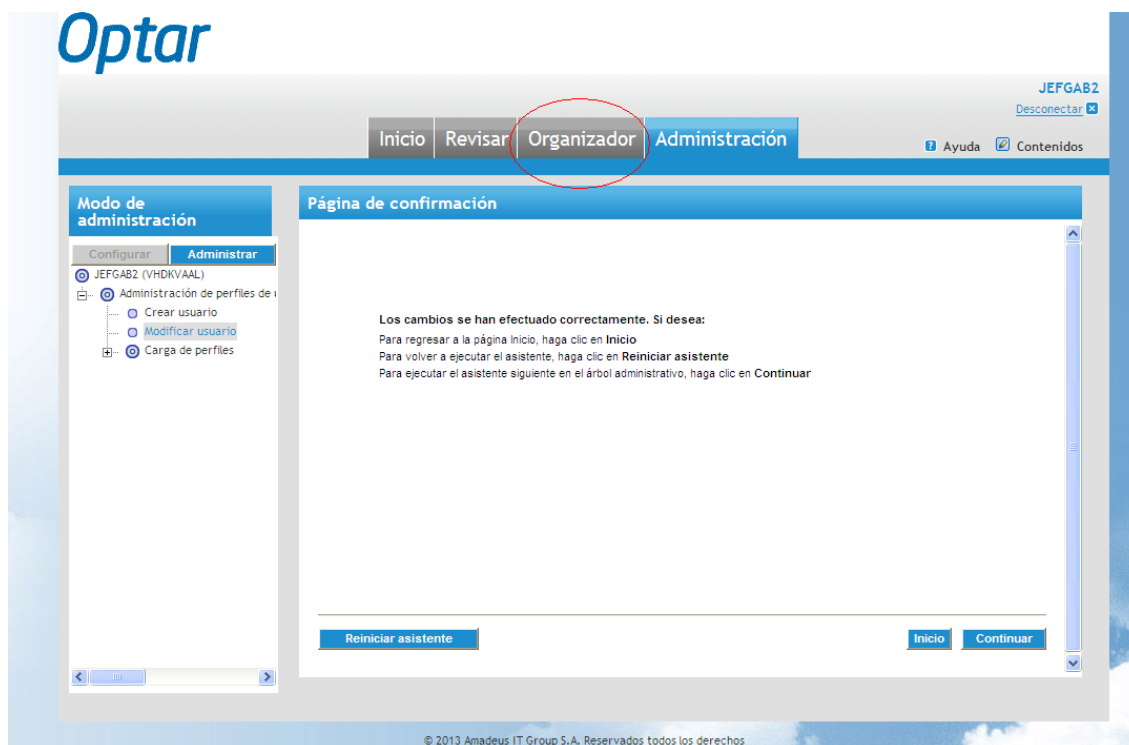 Optar
JEFGAB2
Desconectar
Inicio Revisar Organizador Administración
Ayuda Contenidos
Modo de
administración
Configurar Administrar
JEFGAB2 (VHDKVAAL)
Administración de perfiles de
Crear usuario
Modificar usuario
Carga de perfiles
Página de confirmación
Los cambios se han efectuado correctamente. Si desea:
Para regresar a la página Inicio, haga clic en Inicio
Para volver a ejecutar el asistente, haga clic en Reiniciar asistente
Para ejecutar el asistente siguiente en el árbol administrativo, haga clic en Continuar
Reiniciar asistente Inicio Continuar
© 2013 Amadeus IT Group S.A. Reservados todos los derechos